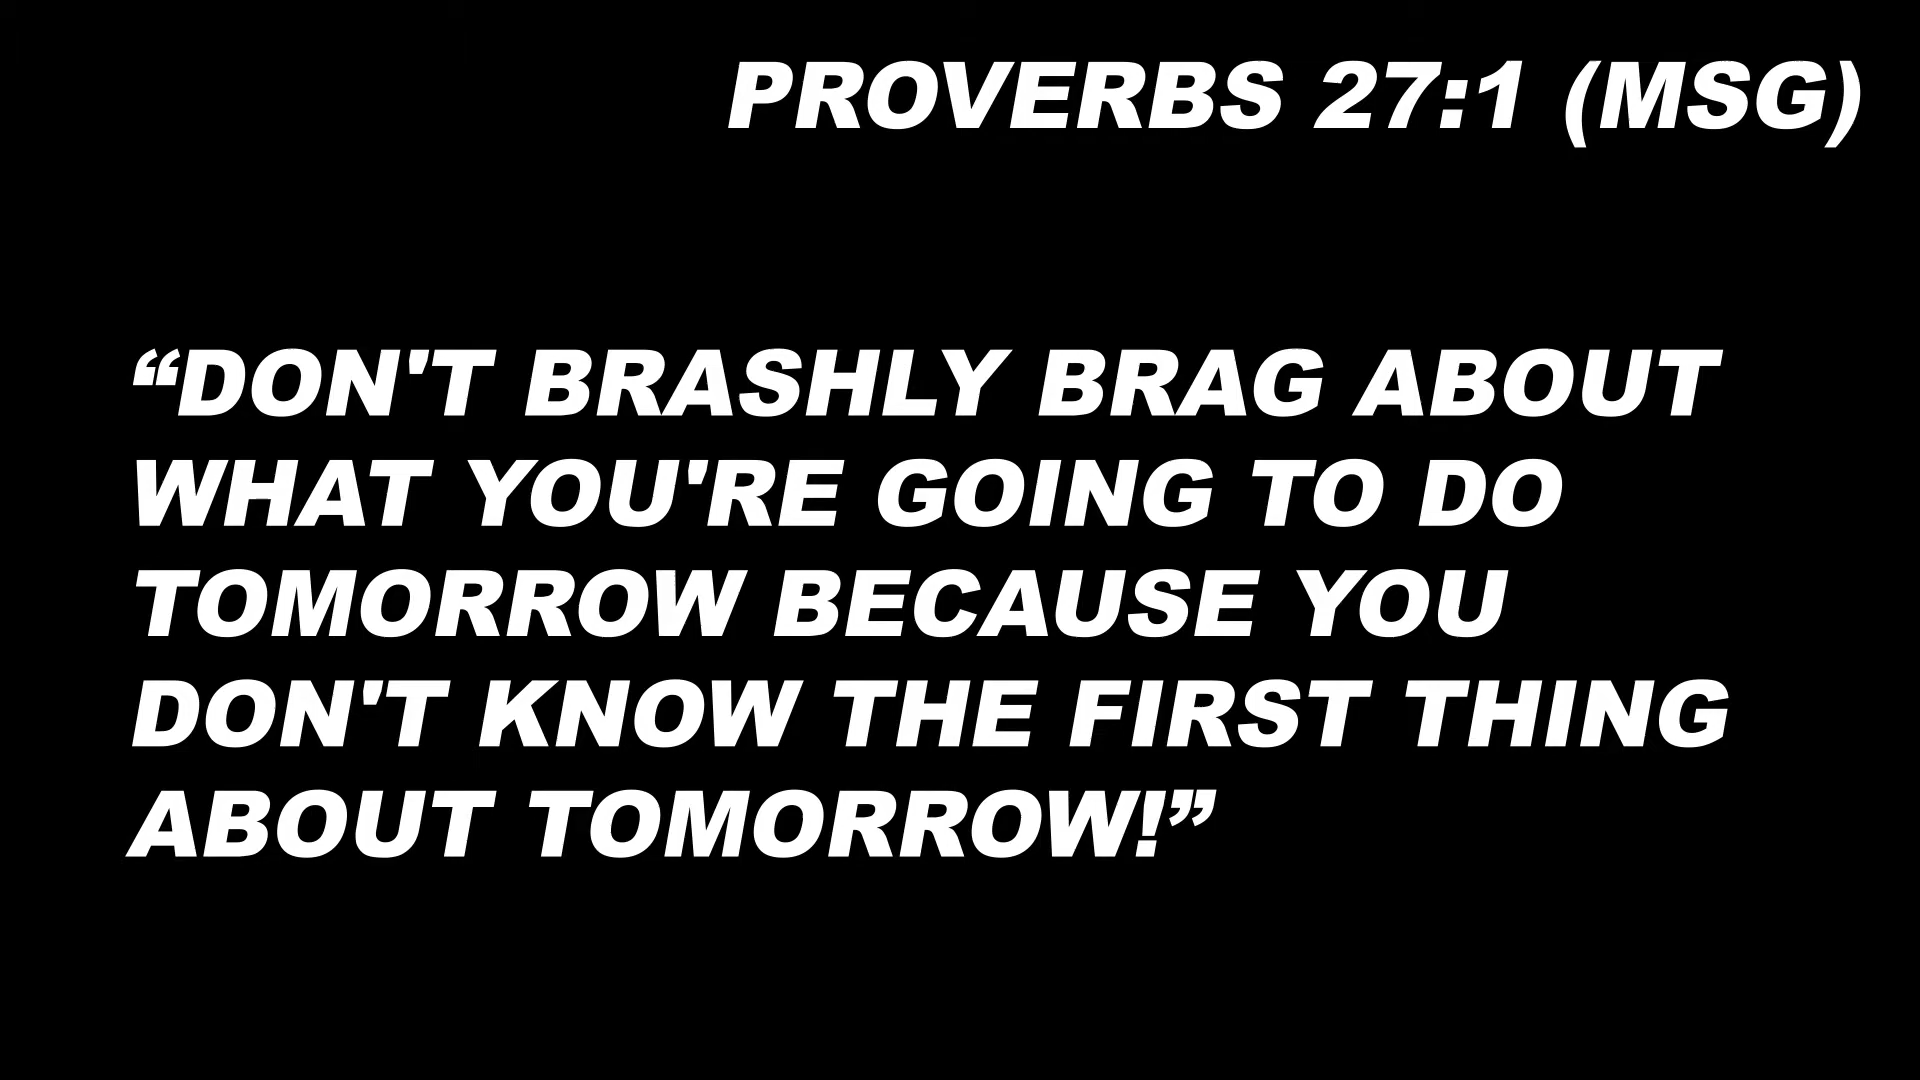 PROVERBS 27:1 (MSG)
“DON'T BRASHLY BRAG ABOUT
WHAT YOU'RE GOING TO DO
TOMORROW BECAUSE YOU
DON'T KNOW THE FIRST THING
ABOUT TOMORROW!”